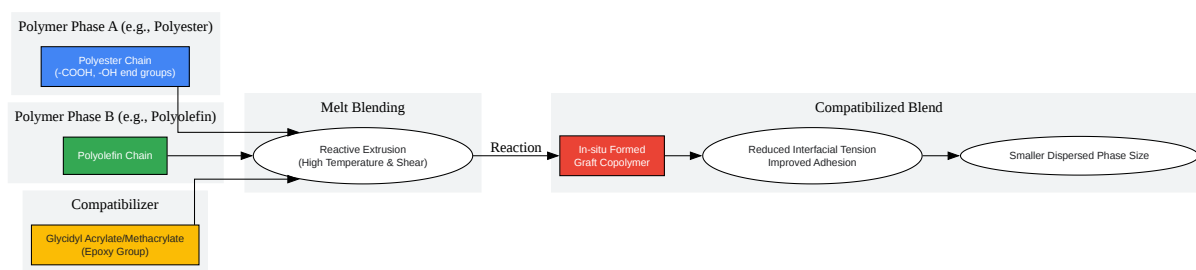 Polymer Phase A (e.g., Polyester)
Polyester Chain
(-COOH, -OH end groups)
Polymer Phase B (e.g., Polyolefin)
Polyolefin Chain
Compatibilizer
Glycidyl Acrylate/Methacrylate
(Epoxy Group)
Melt Blending
Reactive Extrusion
(High Temperature & Shear)
Reaction
Compatibilized Blend
In-situ Formed
Graft Copolymer
Reduced Interfacial Tension
Improved Adhesion
Smaller Dispersed Phase Size